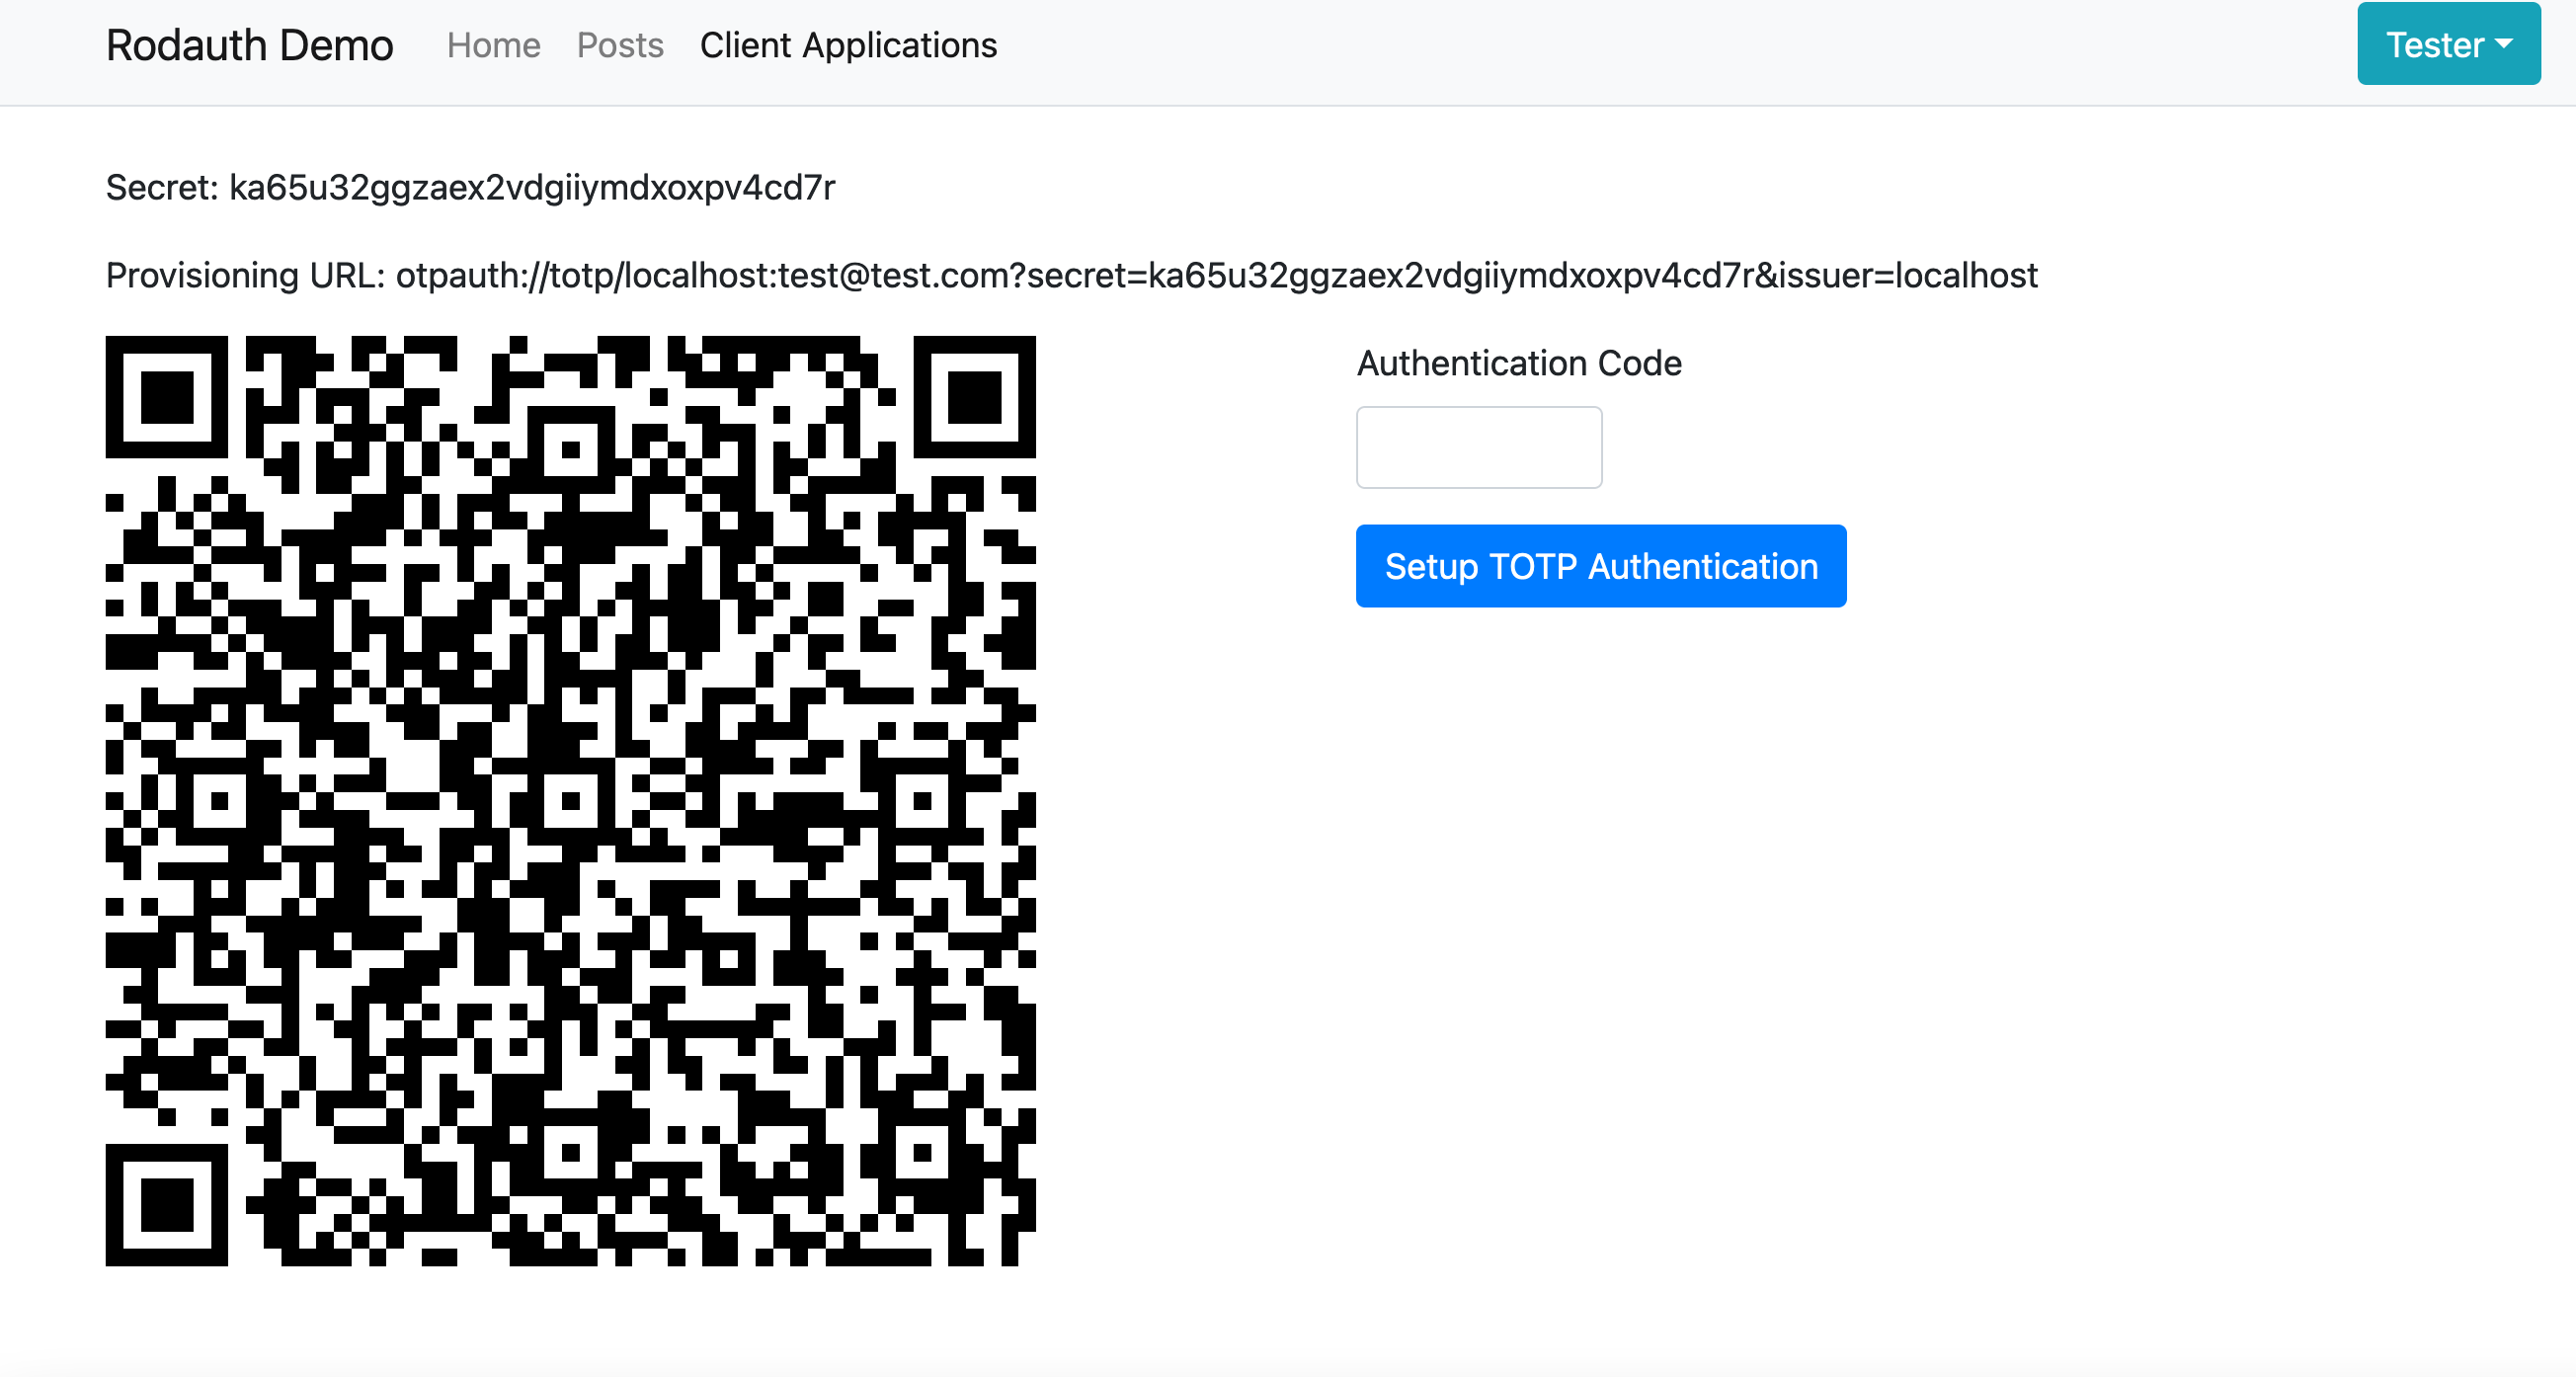 Rodauth Demo Home Posts Client Applications Tester
Secret: ka65u32ggzaex2vdgiiymdxoxpv4cd7r
Provisioning URL: otpauth://totp/localhost:test@test.com?secret=ka65u32ggzaex2vdgiiymdxoxpv4cd7r&issuer=localhost
Authentication Code
Setup TOTP Authentication